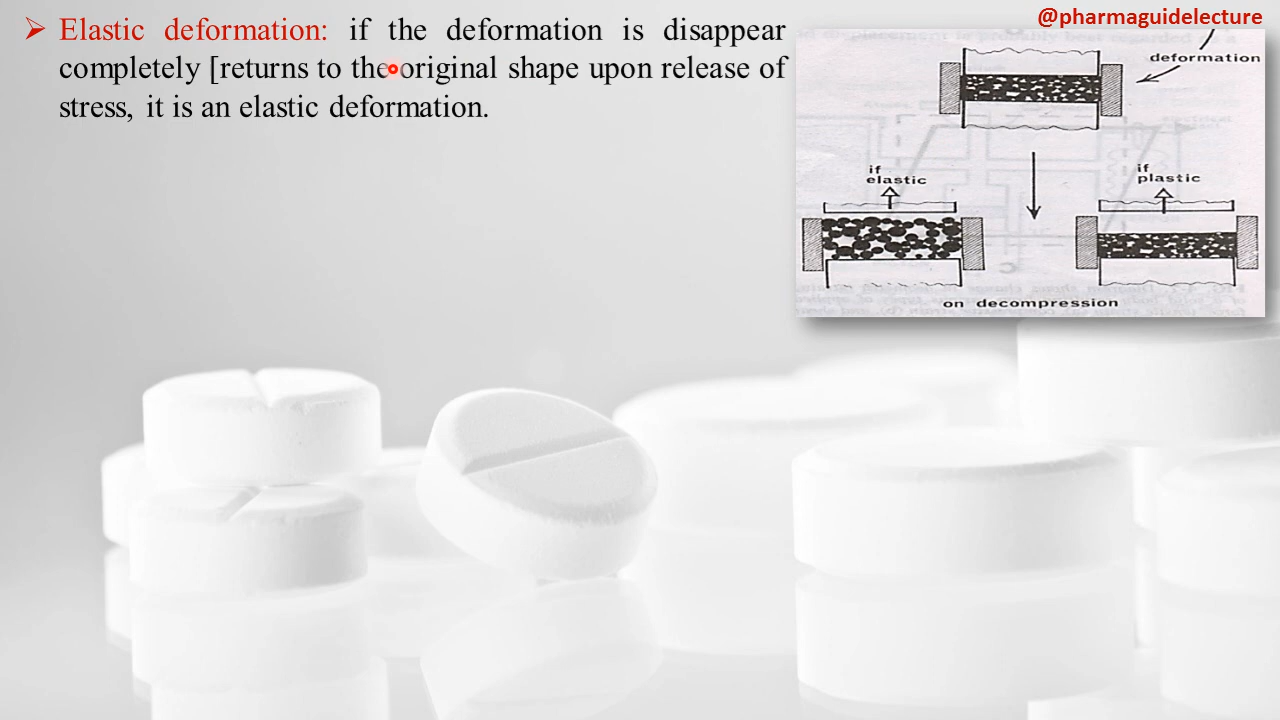 @pharmaguidelecture
➢ Elastic deformation: if the deformation is disappear
completely [returns to the original shape upon release of
stress, it is an elastic deformation.
deformation
if
elastic
if
plastic
on decompression